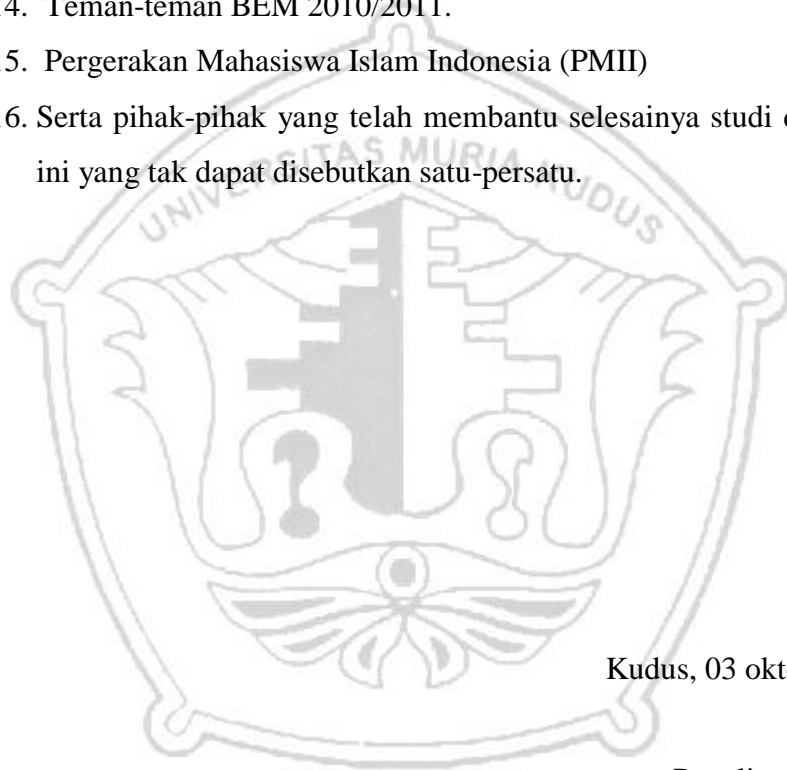 4. Teman-teman BEM 2010/2011.
5. Pergerakan Mahasiswa Islam Indonesia (PMII)
6. Serta pihak-pihak yang telah membantu selesainya studi
ini yang tak dapat disebutkan satu-persatu.
UNIVERSITAS MURIA KUDUS
Kudus, 03 okt